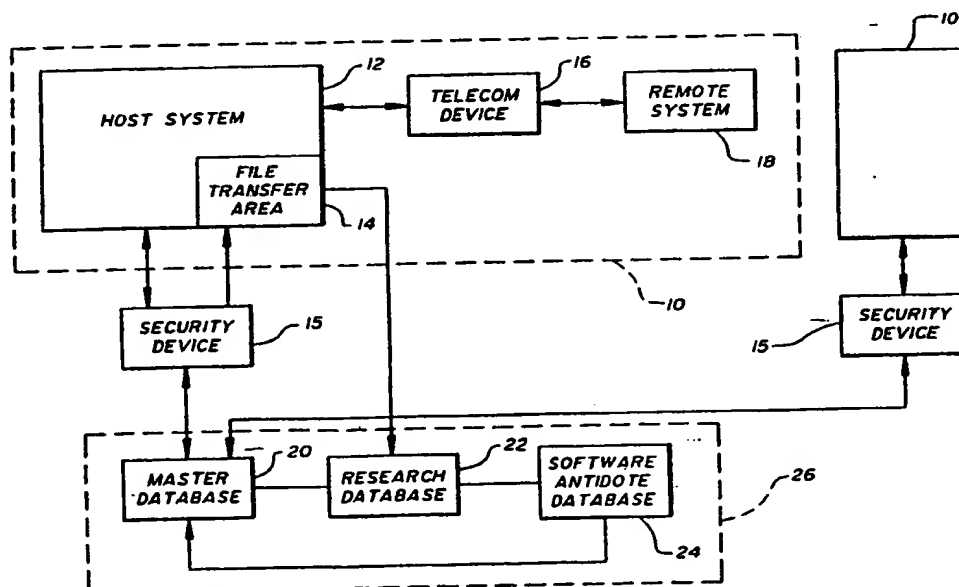 10
12
16
HOST SYSTEM
TELECOM
DEVICE
REMOTE
SYSTEM
18
FILE
TRANSFER
AREA
14
10
SECURITY
DEVICE
15
SECURITY
DEVICE
15
MASTER
DATABASE
20
RESEARCH
DATABASE
22
SOFTWARE
ANTIDOTE
DATABASE
24
26